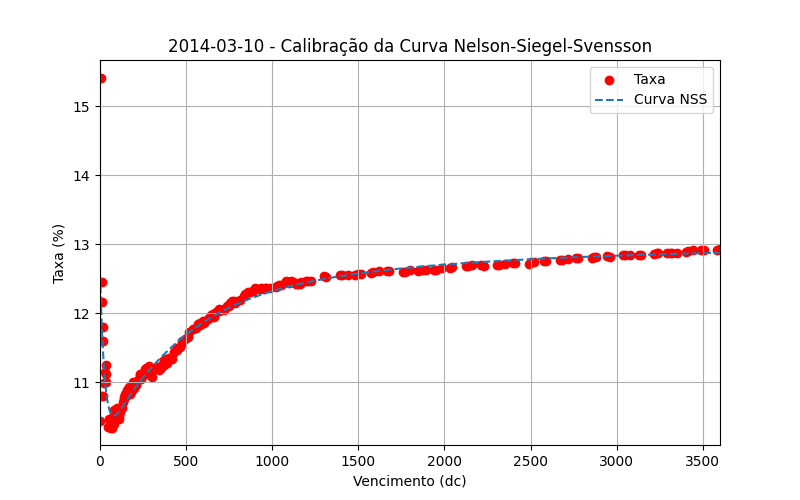 2014-03-10 - Calibração da Curva Nelson-Siegel-Svensson
Taxa
Curva NSS
Taxa (%)
15
14
13
12
11
0
500
1000
1500
2000
2500
3000
3500
Vencimento (dc)